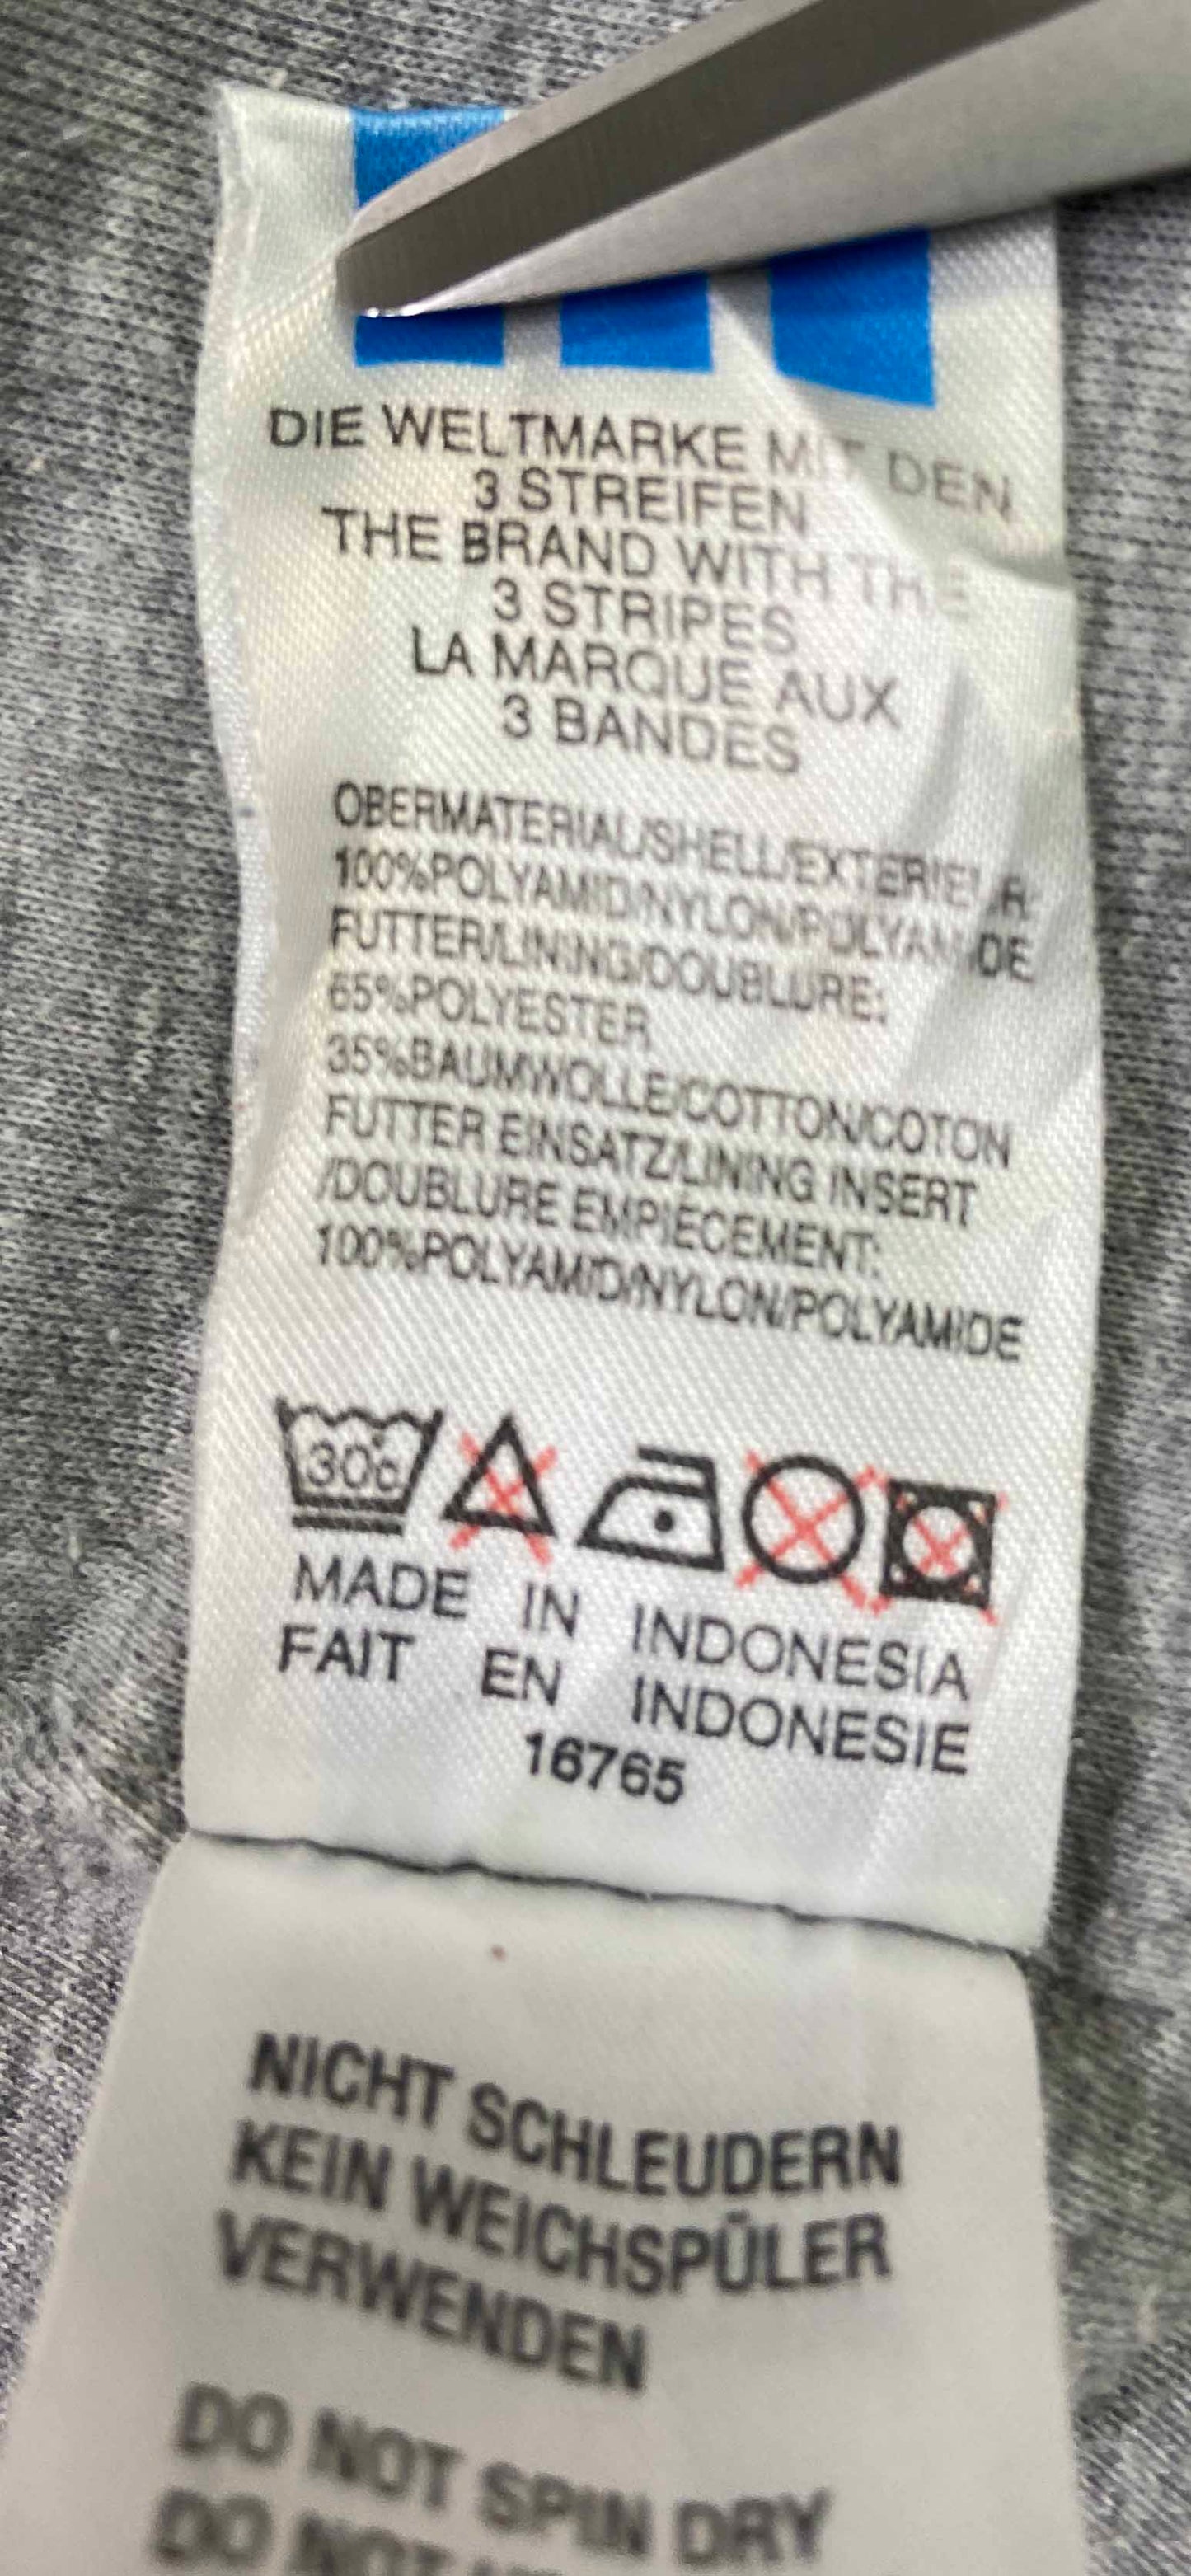 DIE WELTMARKE MIT DEN
3 STREIFEN
THE BRAND WITH THE
3 STRIPES
LA MARQUE AUX
3 BANDES
OBERMATERIAL/SHELL/EXTERIEUR:
100%POLYAMID/NYLON/POLYAMIDE
FUTTER/LINING/DOUBLURE:
65%POLYESTER
35%BAUMWOLLE/COTTON/COTON
FUTTER EINSATZ/LINING INSERT
/DOUBLURE EMPIECEMENT:
100%POLYAMID/NYLON/POLYAMIDE
30c
MADE IN INDONESIA
FAIT EN INDONESIE
16765
NICHT SCHLEUDERN
KEIN WEICHSPÜLER
VERWENDEN
DO NOT SPIN DRY
DO NOT